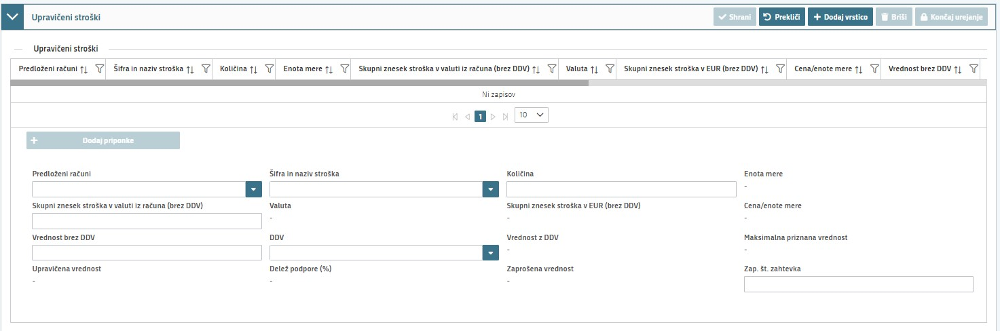 Upravičeni stroški Shrani Prekliči Dodaj vrstico Briši Končaj urejanje
Upravičeni stroški
Predloženi računi Šifra in naziv stroška Količina Enota mere Skupni znesek stroška v valuti iz računa (brez DDV) Valuta Skupni znesek stroška v EUR (brez DDV) Cena/enote mere Vrednost brez DDV
Ni zapisov
1 10
Dodaj priponke
Predloženi računi Šifra in naziv stroška Količina Enota mere
-
Skupni znesek stroška v valuti iz računa (brez DDV) Valuta Skupni znesek stroška v EUR (brez DDV) Cena/enote mere
- - -
Vrednost brez DDV DDV Vrednost z DDV Maksimalna priznana vrednost
- -
Upravičena vrednost Delež podpore (%) Zaprošena vrednost Zap. št. zahtevka
- - -